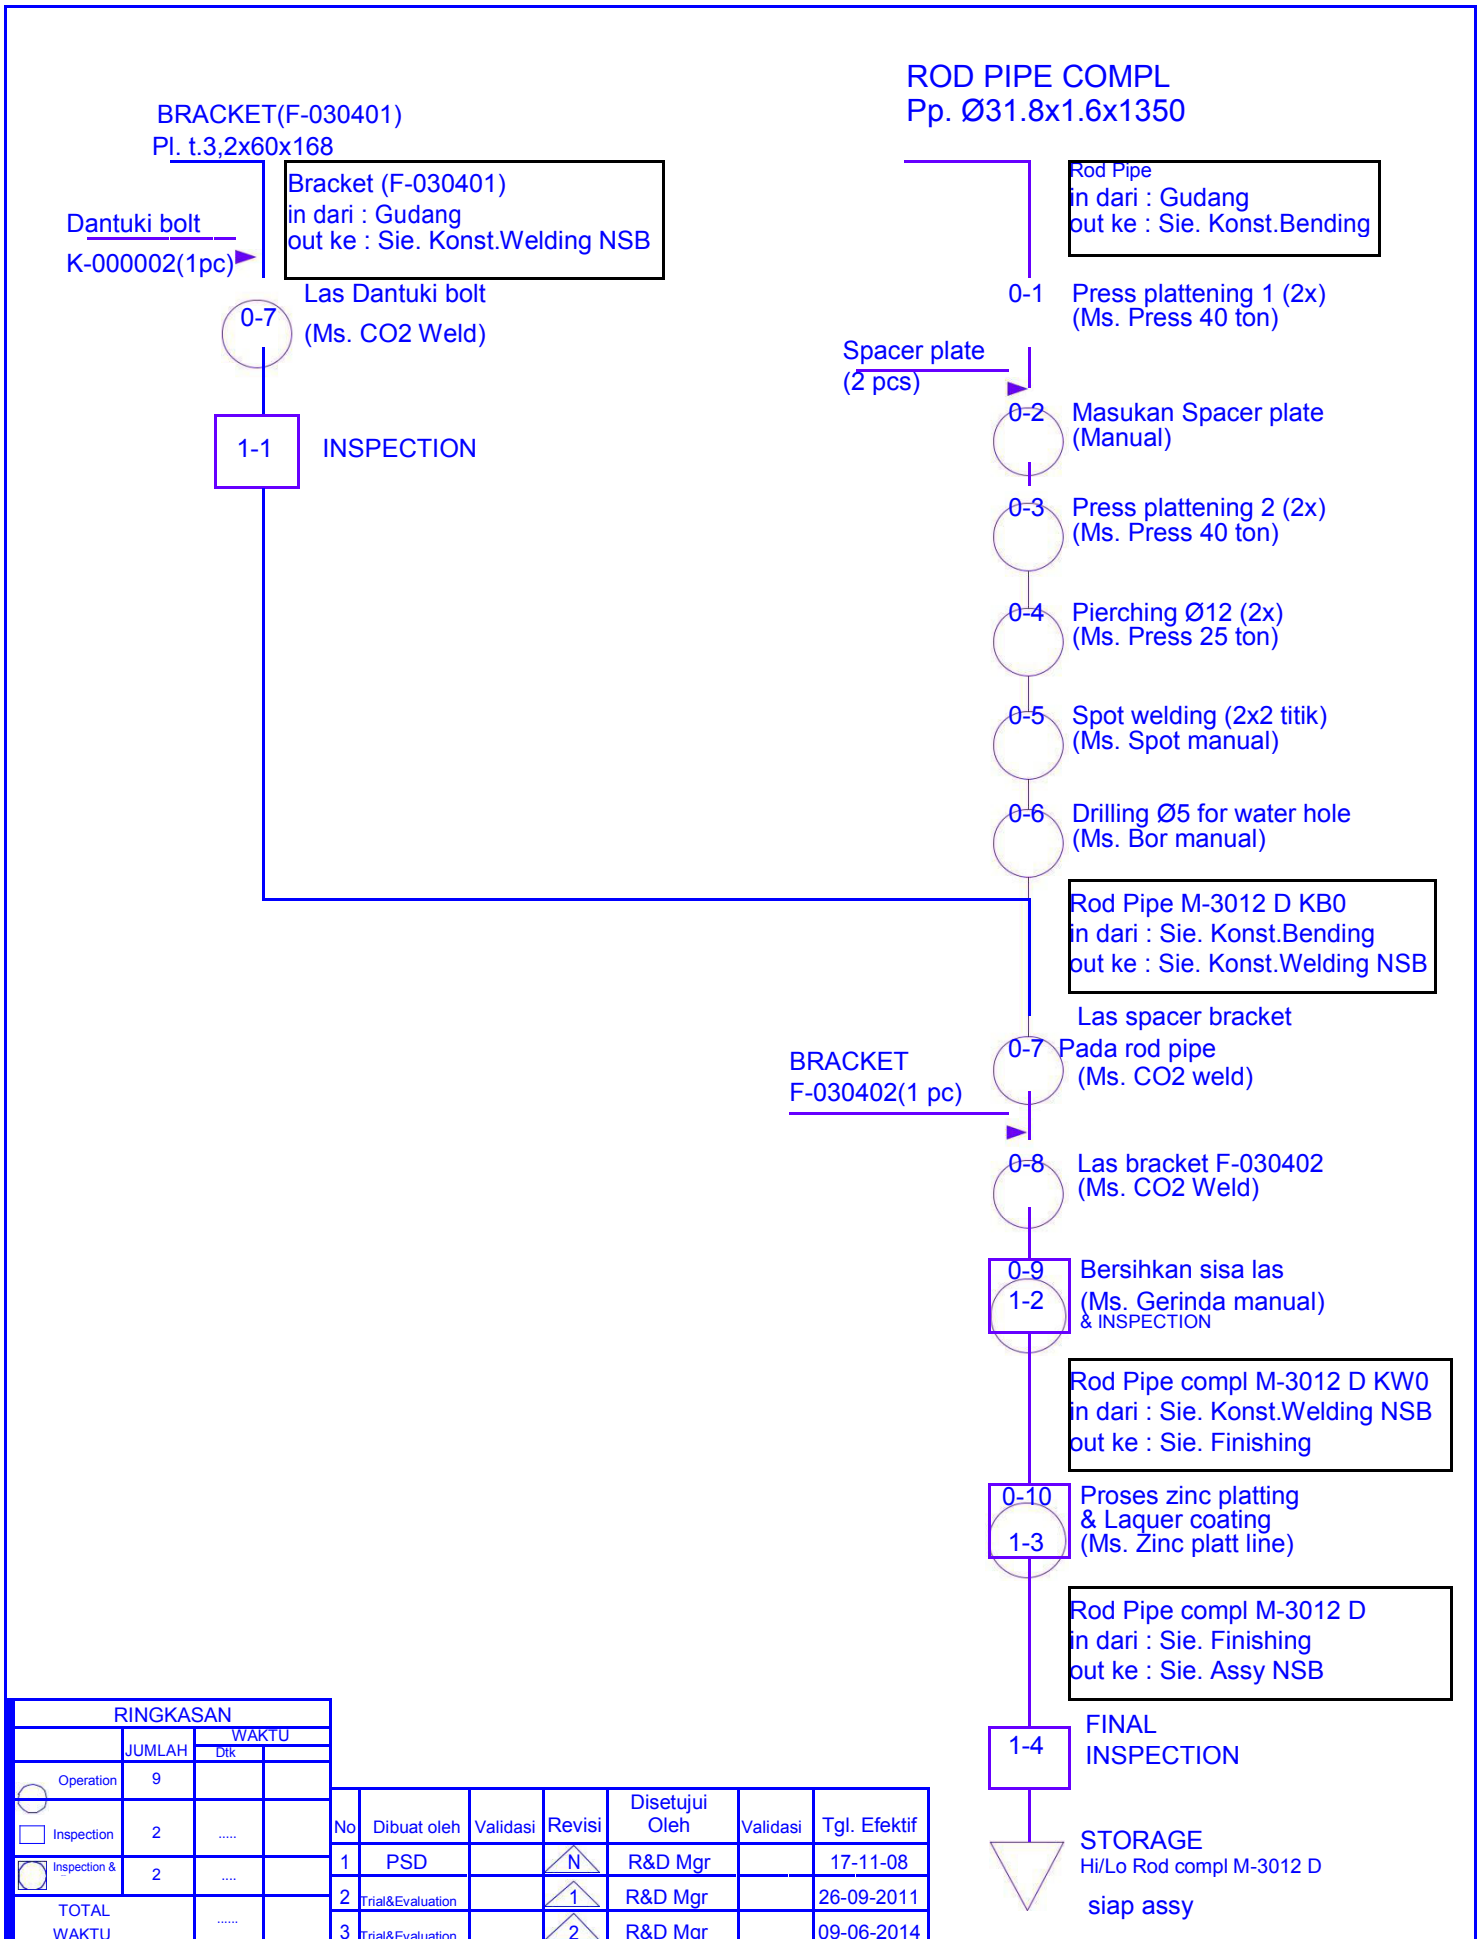 ROD PIPE COMPL
Pp. Ø31.8x1.6x1350
BRACKET(F-030401)
Pl. t.3,2x60x168
Bracket (F-030401)
in dari : Gudang
out ke : Sie. Konst.Welding NSB
Dantuki bolt
K-000002(1pc)
0-7
Las Dantuki bolt
(Ms. CO2 Weld)
1-1
INSPECTION
Rod Pipe
in dari : Gudang
out ke : Sie. Konst.Bending
0-1
Press plattening 1 (2x)
(Ms. Press 40 ton)
Spacer plate
(2 pcs)
0-2
Masukan Spacer plate
(Manual)
0-3
Press plattening 2 (2x)
(Ms. Press 40 ton)
0-4
Pierching Ø12 (2x)
(Ms. Press 25 ton)
0-5
Spot welding (2x2 titik)
(Ms. Spot manual)
0-6
Drilling Ø5 for water hole
(Ms. Bor manual)
Rod Pipe M-3012 D KB0
in dari : Sie. Konst.Bending
out ke : Sie. Konst.Welding NSB
Las spacer bracket
0-7 Pada rod pipe
(Ms. CO2 weld)
BRACKET
F-030402(1 pc)
0-8
Las bracket F-030402
(Ms. CO2 Weld)
0-9
1-2
Bersihkan sisa las
(Ms. Gerinda manual)
& INSPECTION
Rod Pipe compl M-3012 D KW0
in dari : Sie. Konst.Welding NSB
out ke : Sie. Finishing
0-10
1-3
Proses zinc platting
& Laquer coating
(Ms. Zinc platt line)
Rod Pipe compl M-3012 D
in dari : Sie. Finishing
out ke : Sie. Assy NSB
1-4
FINAL
INSPECTION
STORAGE
Hi/Lo Rod compl M-3012 D
siap assy
RINGKASAN
JUMLAH WAKTU
Dtk
Operation 9
Inspection 2 .....
Inspection & 2 ....
TOTAL
WAKTU ......
No Dibuat oleh Validasi Revisi Disetujui Oleh Validasi Tgl. Efektif
1 PSD N R&D Mgr 17-11-08
2 Trial&Evaluation 1 R&D Mgr 26-09-2011
3 Trial&Evaluation 2 R&D Mgr 09-06-2014